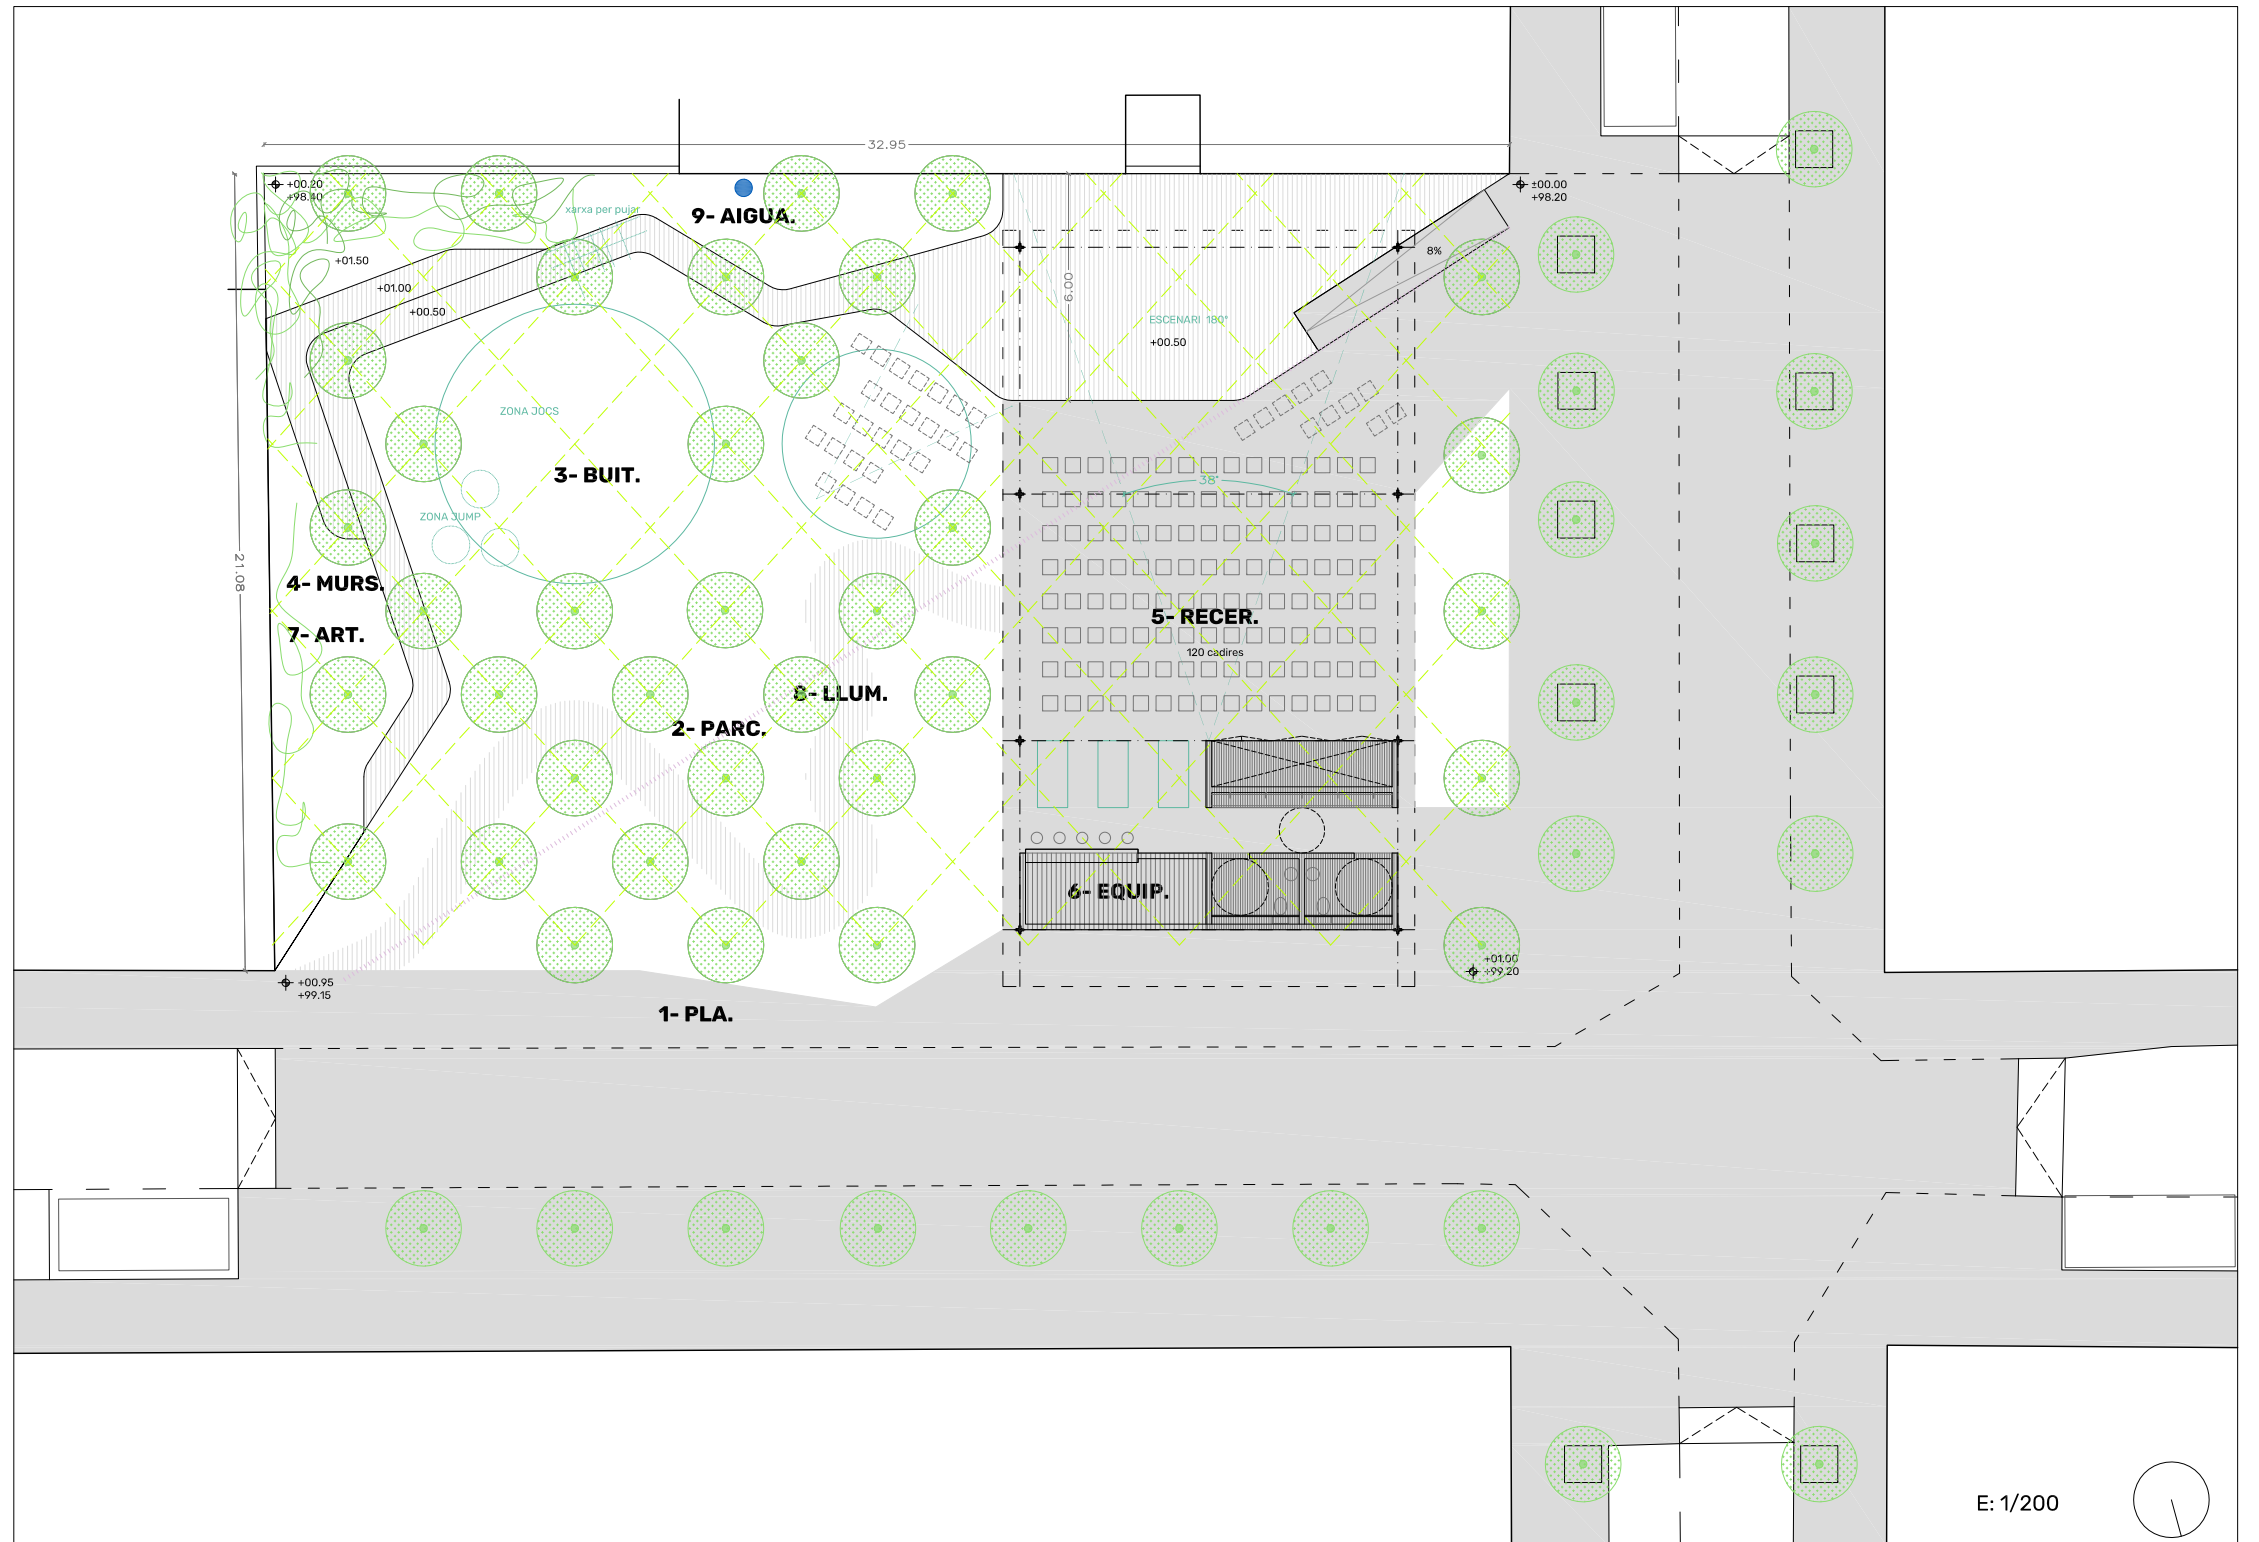 32.95
+00.20
+98.40
±00.00
+98.20
xarxa per pujar
9- AIGUA.
8%
+01.50
+01.00
+00.50
6.00
ESCENARI 180°
+00.50
ZONA JOCS
3- BUIT.
38°
ZONA JUMP
21.08
4- MURS.
7- ART.
5- RECER.
120 cadires
8- LLUM.
2- PARC.
6- EQUIP.
+01.00
+99.20
+00.95
+99.15
1- PLA.
E: 1/200